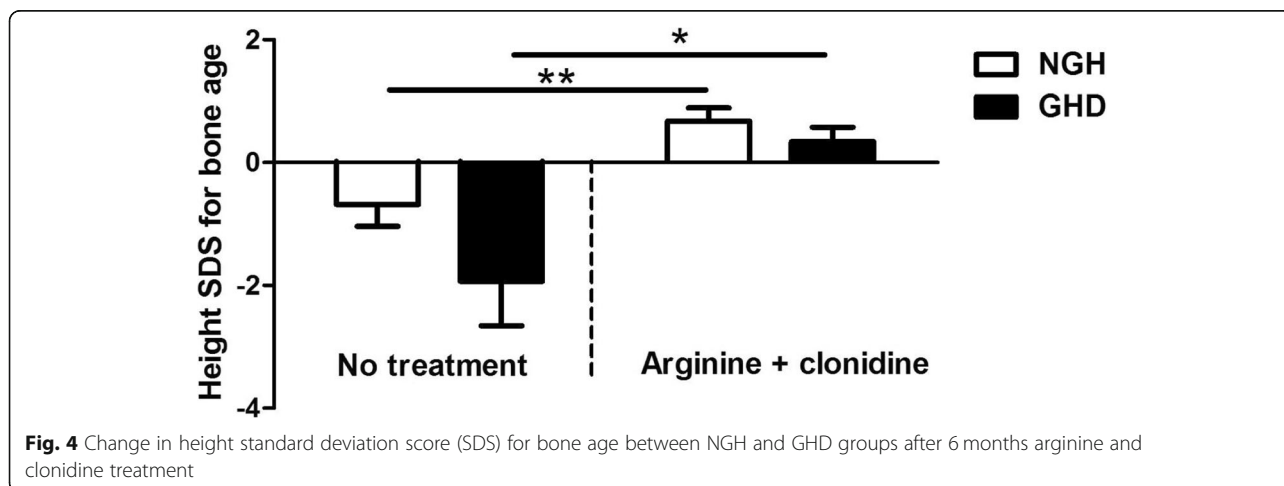 Height SDS for bone age
2
0
-2
-4
*
**
NGH
GHD
No treatment
Arginine + clonidine
Fig. 4 Change in height standard deviation score (SDS) for bone age between NGH and GHD groups after 6 months arginine and
clonidine treatment